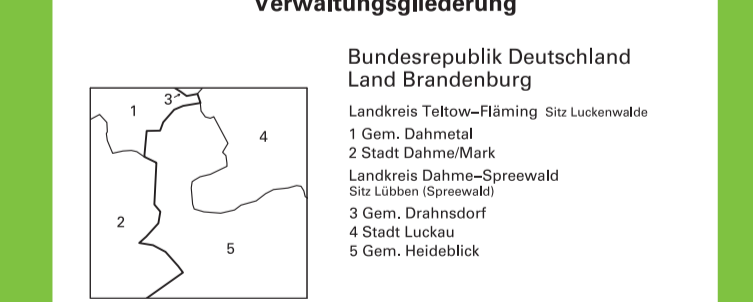 Verwaltungsgliederung
Bundesrepublik Deutschland
Land Brandenburg
Landkreis Teltow–Fläming Sitz Luckenwalde
1 Gem. Dahmetal
2 Stadt Dahme/Mark
Landkreis Dahme–Spreewald
Sitz Lübben (Spreewald)
3 Gem. Drahnsdorf
4 Stadt Luckau
5 Gem. Heideblick
3
1
4
2
5